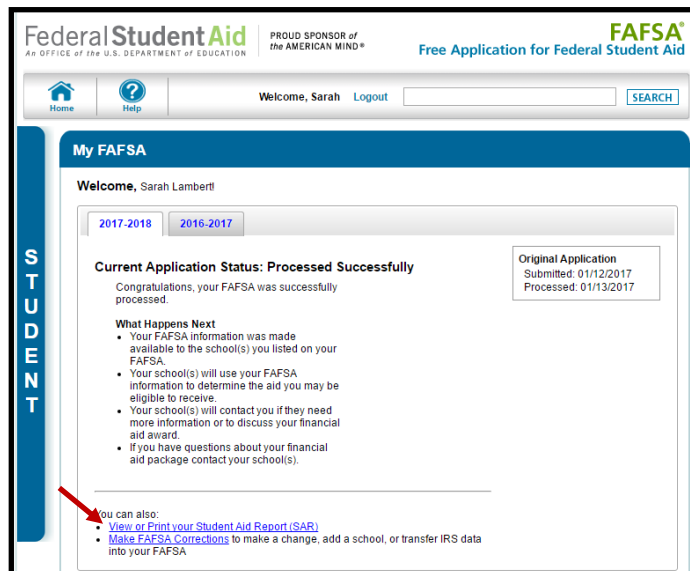 Federal Student Aid
An OFFICE of the U.S. DEPARTMENT of EDUCATION
PROUD SPONSOR of
the AMERICAN MIND®
FAFSA®
Free Application for Federal Student Aid
Home
Help
Welcome, Sarah Logout
SEARCH
My FAFSA
STUDENT
Welcome, Sarah Lambert!
2017-2018
2016-2017
Current Application Status: Processed Successfully
Congratulations, your FAFSA was successfully
processed.
Original Application
Submitted: 01/12/2017
Processed: 01/13/2017
What Happens Next
• Your FAFSA information was made
available to the school(s) you listed on your
FAFSA.
• Your school(s) will use your FAFSA
information to determine the aid you may be
eligible to receive.
• Your school(s) will contact you if they need
more information or to discuss your financial
aid award.
• If you have questions about your financial
aid package contact your school(s).
You can also:
• View or Print your Student Aid Report (SAR)
• Make FAFSA Corrections to make a change, add a school, or transfer IRS data
into your FAFSA